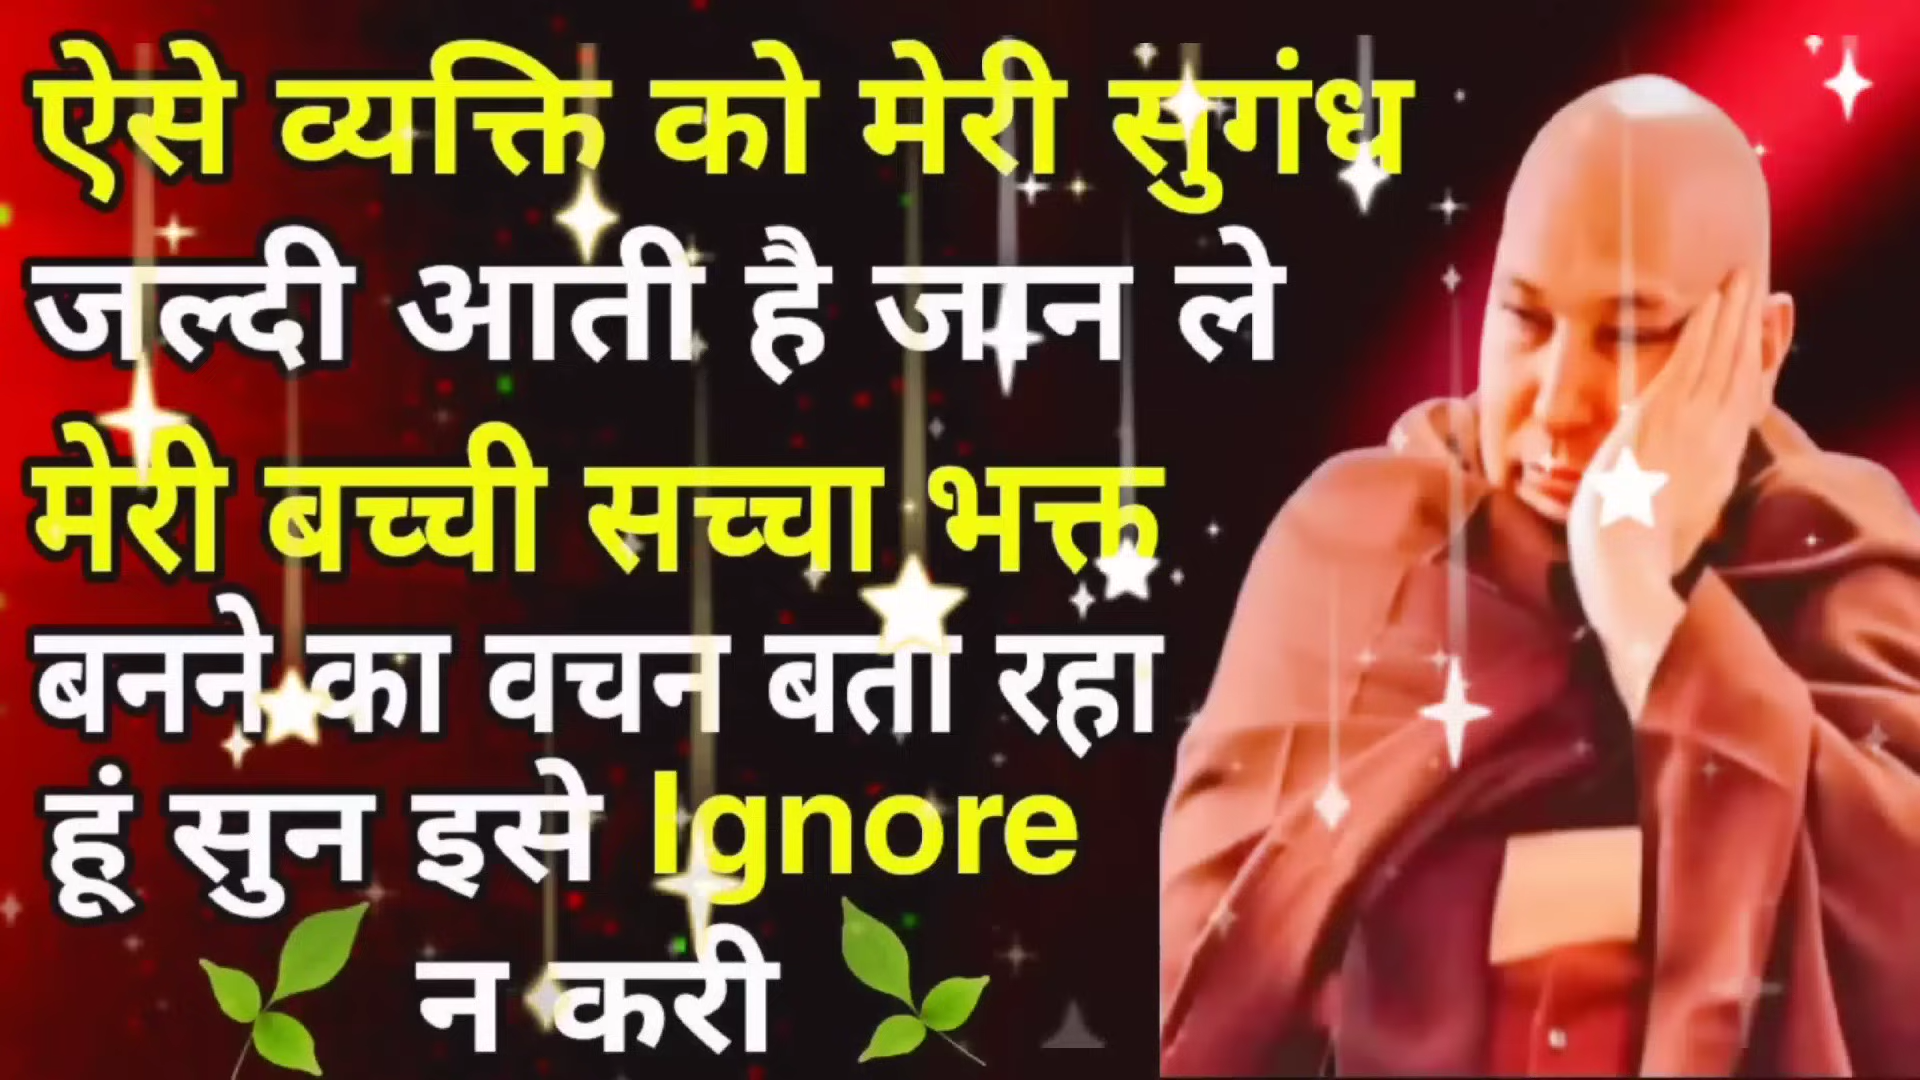 ऐसे व्यक्ति को मेरी सुगंध
जल्दी आती है जान ले
मेरी बच्ची सच्चा भक्त
बनने का वचन बता रहा
हूं सुन इसे Ignore
न करी